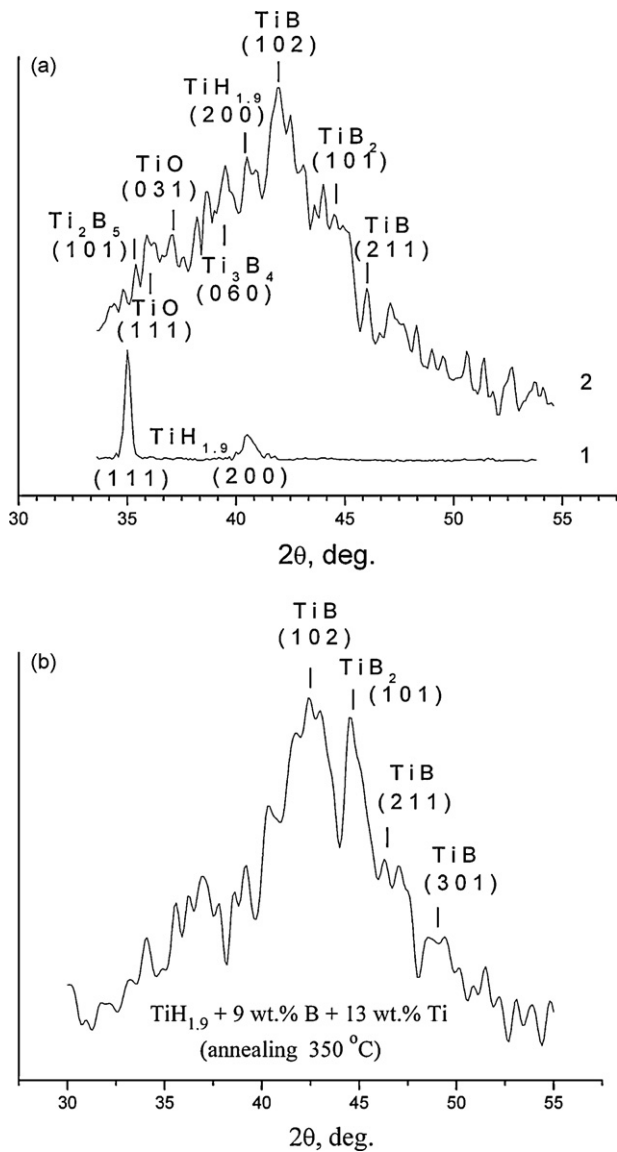 (a)
TiB
(102)
TiH1.9
(200)
TiB2
(101)
TiO
(031)
Ti2B5
(101)
TiB
(211)
Ti3B4
(060)
TiO
(111)
2
TiH1.9
1
(111)
(200)
30 35 40 45 50 55
2θ, deg.
(b)
TiB
(102)
TiB2
(101)
TiB
(211)
TiB
(301)
TiH1.9 + 9 wt.% B + 13 wt.% Ti
(annealing 350 °C)
30 35 40 45 50 55
2θ, deg.